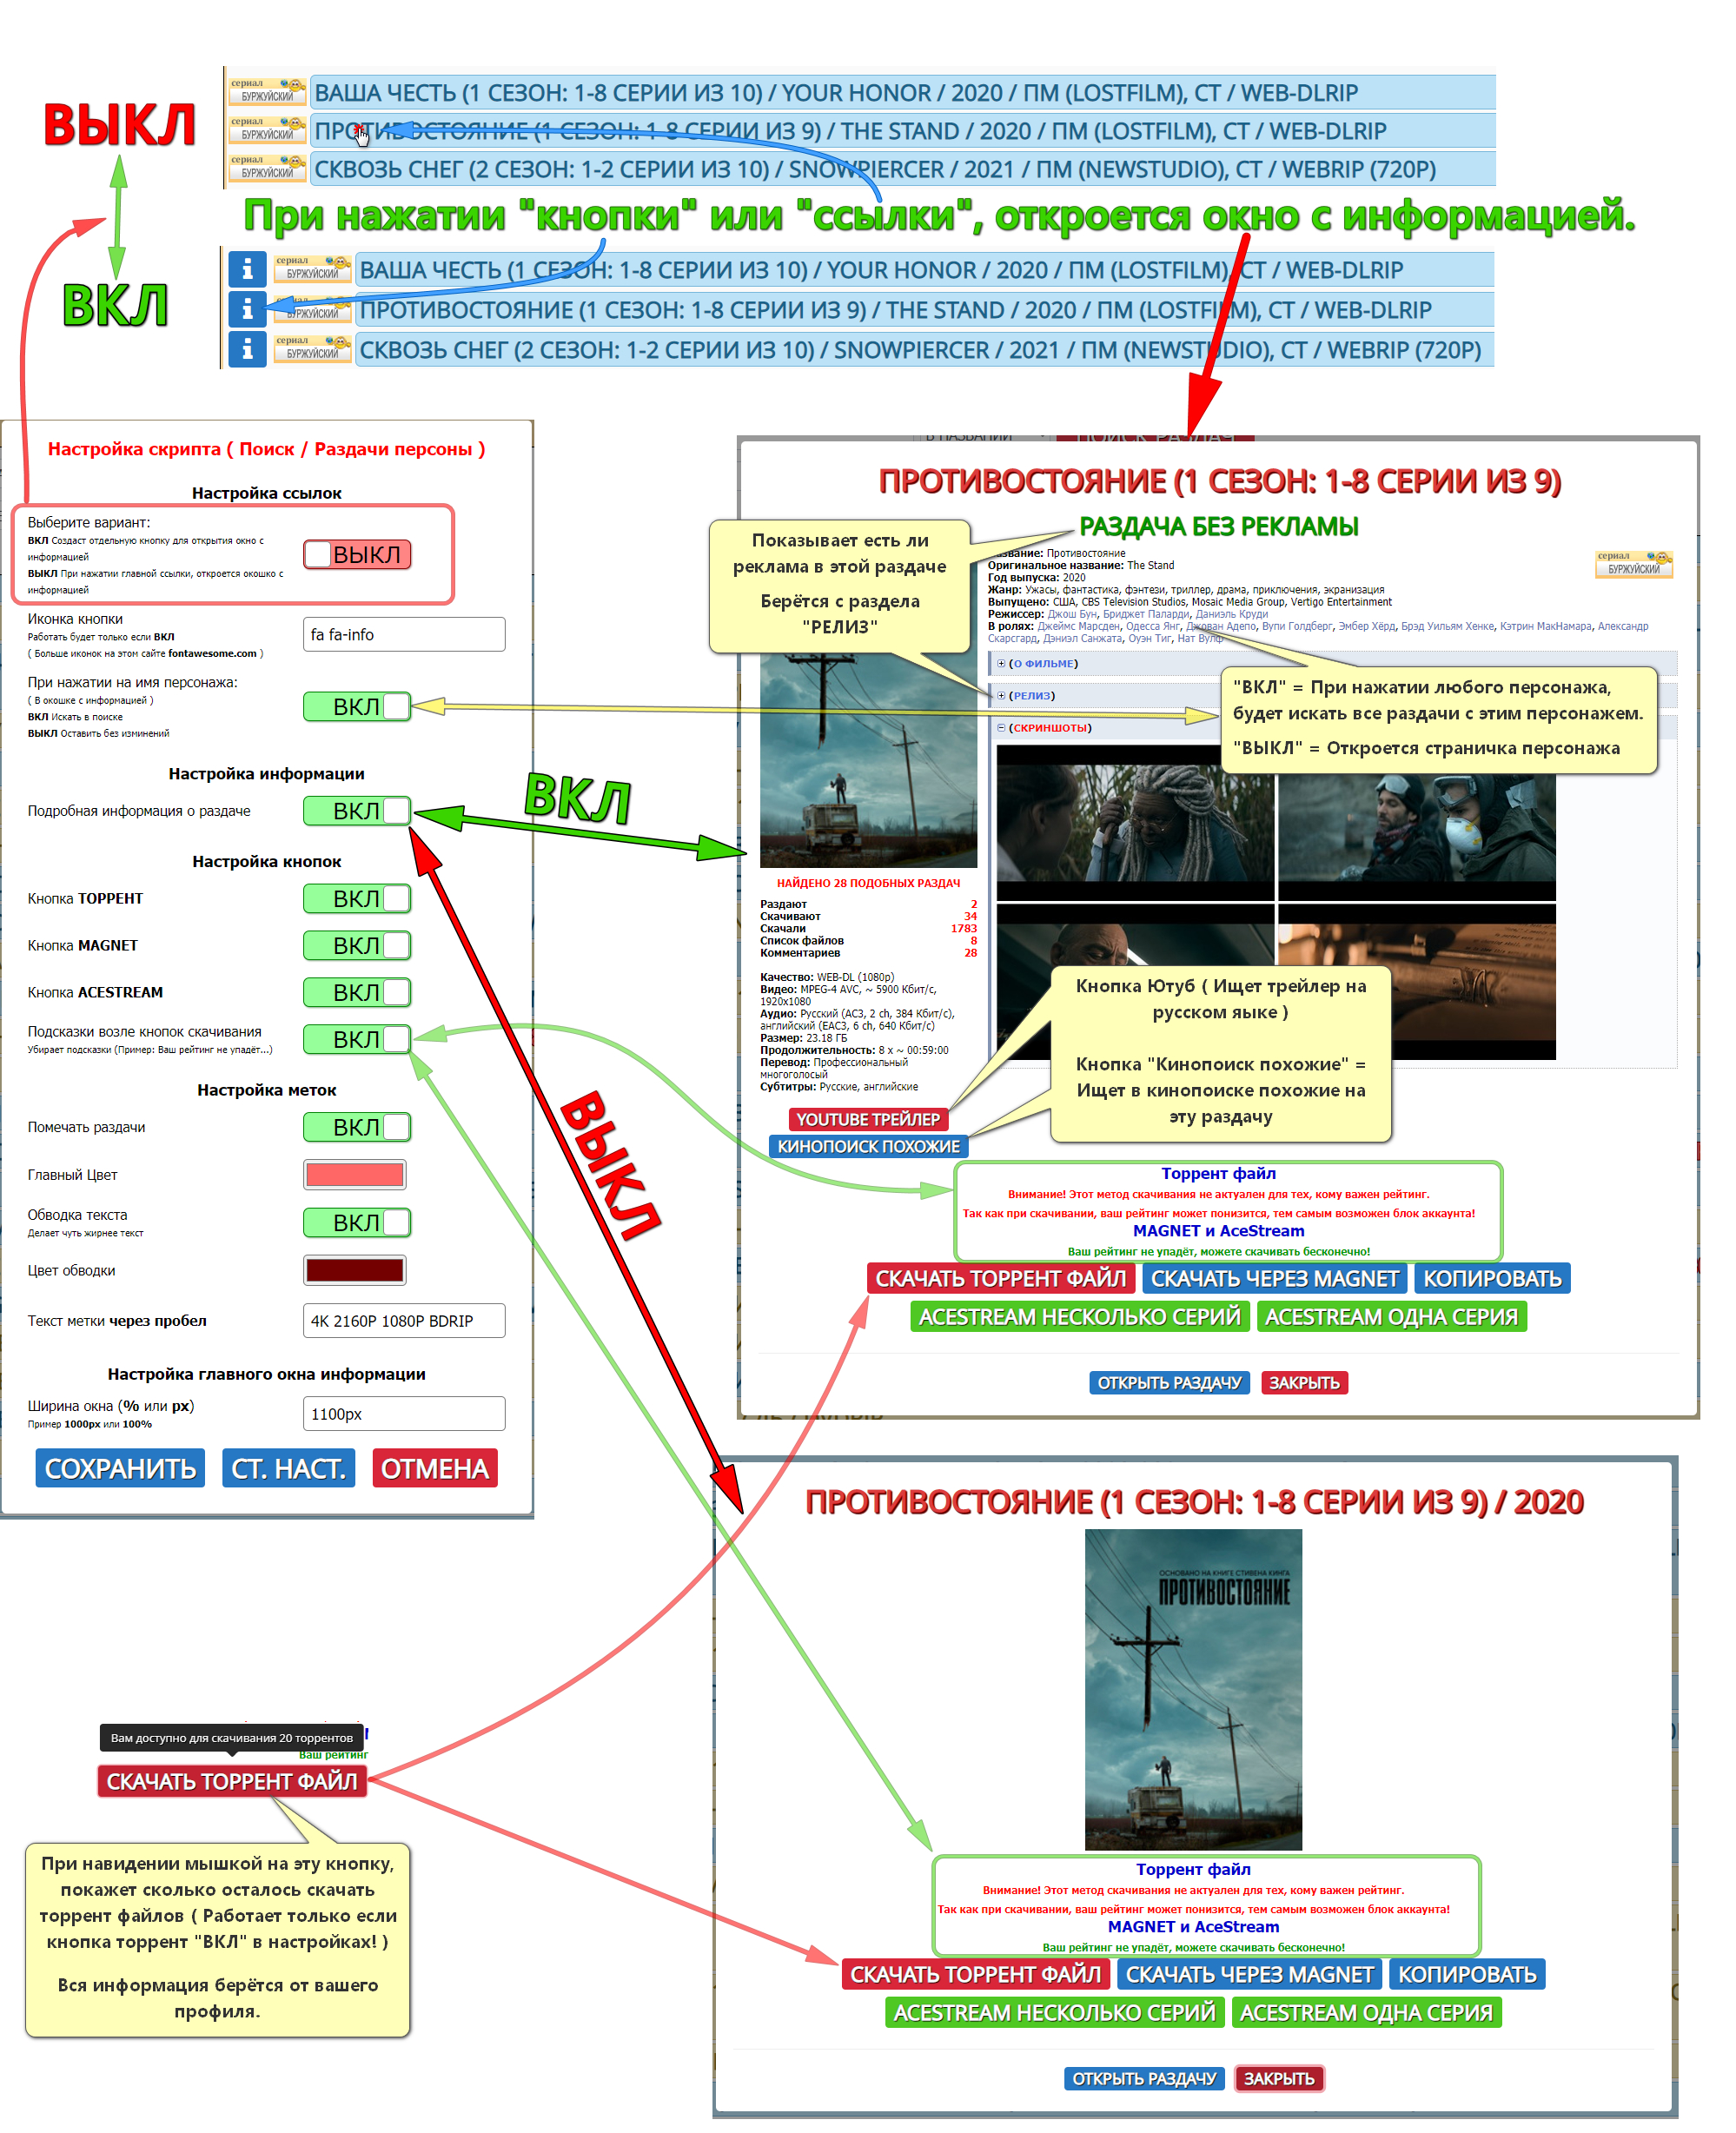 сериал
БУРЖУЙСКИЙ
ВАША ЧЕСТЬ (1 СЕЗОН: 1-8 СЕРИИ ИЗ 10) / YOUR HONOR / 2020 / ПМ (LOSTFILM), СТ / WEB-DLRIP
ВЫКЛ
сериал
БУРЖУЙСКИЙ
ПРОТИВОСТОЯНИЕ (1 СЕЗОН: 1-8 СЕРИИ ИЗ 9) / THE STAND / 2020 / ПМ (LOSTFILM), СТ / WEB-DLRIP
сериал
БУРЖУЙСКИЙ
СКВОЗЬ СНЕГ (2 СЕЗОН: 1-2 СЕРИИ ИЗ 10) / SNOWPIERCER / 2021 / ПМ (NEWSTUDIO), СТ / WEBRIP (720P)
При нажатии "кнопки" или "ссылки", откроется окно с информацией.
сериал
БУРЖУЙСКИЙ
ВАША ЧЕСТЬ (1 СЕЗОН: 1-8 СЕРИИ ИЗ 10) / YOUR HONOR / 2020 / ПМ (LOSTFILM), СТ / WEB-DLRIP
ВКЛ
БУРЖУЙСКИЙ
ПРОТИВОСТОЯНИЕ (1 СЕЗОН: 1-8 СЕРИИ ИЗ 9) / THE STAND / 2020 / ПМ (LOSTFILM), СТ / WEB-DLRIP
сериал
БУРЖУЙСКИЙ
СКВОЗЬ СНЕГ (2 СЕЗОН: 1-2 СЕРИИ ИЗ 10) / SNOWPIERCER / 2021 / ПМ (NEWSTUDIO), СТ / WEBRIP (720P)
Настройка скрипта ( Поиск / Раздачи персоны )
Настройка ссылок
Выберите вариант:
ВКЛ Создаст отдельную кнопку для открытия окно с
информацией
ВЫКЛ При нажатии главной ссылки, откроется окошко с
информацией
ВЫКЛ
Иконка кнопки
Работать будет только если ВКЛ
( Больше иконок на этом сайте fontawesome.com )
fa fa-info
При нажатии на имя персонажа:
( В окошке с информацией )
ВКЛ Искать в поиске
ВЫКЛ Оставить без изминений
ВКЛ
Настройка информации
Подробная информация о раздаче
ВКЛ
Настройка кнопок
Кнопка ТОРРЕНТ
ВКЛ
Кнопка MAGNET
ВКЛ
Кнопка ACESTREAM
ВКЛ
Подсказки возле кнопок скачивания
Убирает подсказки (Пример: Ваш рейтинг не упадёт...)
ВКЛ
Настройка меток
Помечать раздачи
ВКЛ
Главный Цвет
Обводка текста
Делает чуть жирнее текст
ВКЛ
Цвет обводки
Текст метки через пробел
4K 2160P 1080P BDRIP
Настройка главного окна информации
Ширина окна (% или px)
Пример 1000px или 100%
1100px
СОХРАНИТЬ
СТ. НАСТ.
ОТМЕНА
ВКЛ
ВЫКЛ
ПРОТИВОСТОЯНИЕ (1 СЕЗОН: 1-8 СЕРИИ ИЗ 9)
РАЗДАЧА БЕЗ РЕКЛАМЫ
Показывает есть ли
реклама в этой раздаче
Берётся с раздела
"РЕЛИЗ"
Название: Противостояние
Оригинальное название: The Stand
Год выпуска: 2020
Жанр: Ужасы, фантастика, фэнтези, триллер, драма, приключения, экранизация
Выпущено: США, CBS Television Studios, Mosaic Media Group, Vertigo Entertainment
Режиссер: Джош Бун, Бриджет Паларди, Даниэль Круди
В ролях: Джеймс Марсден, Одесса Янг, Джован Адепо, Вупи Голдберг, Эмбер Хёрд, Брэд Уильям Хенке, Кэтрин МакНамара, Александр
Скарсгард, Дэниэл Санжата, Оуэн Тиг, Нат Вулф
сериал
БУРЖУЙСКИЙ
(О ФИЛЬМЕ)
(РЕЛИЗ)
(СКРИНШОТЫ)
"ВКЛ" = При нажатии любого персонажа,
будет искать все раздачи с этим персонажем.
"ВЫКЛ" = Откроется страничка персонажа
НАЙДЕНО 28 ПОДОБНЫХ РАЗДАЧ
Раздают 2
Скачивают 34
Скачали 1783
Список файлов 8
Комментариев 28
Качество: WEB-DL (1080p)
Видео: MPEG-4 AVC, ~ 5900 Кбит/с,
1920x1080
Аудио: Русский (AC3, 2 ch, 384 Кбит/с),
английский (EAC3, 6 ch, 640 Кбит/с)
Размер: 23.18 ГБ
Продолжительность: 8 x ~ 00:59:00
Перевод: Профессиональный
многоголосый
Субтитры: Русские, английские
YOUTUBE ТРЕЙЛЕР
КИНОПОИСК ПОХОЖИЕ
Кнопка Ютуб ( Ищет трейлер на
русском яыке )
Кнопка "Кинопоиск похожие" =
Ищет в кинопоиске похожие на
эту раздачу
Торрент файл
Внимание! Этот метод скачивания не актуален для тех, кому важен рейтинг.
Так как при скачивании, ваш рейтинг может понизится, тем самым возможен блок аккаунта!
MAGNET и AceStream
Ваш рейтинг не упадёт, можете скачивать бесконечно!
СКАЧАТЬ ТОРРЕНТ ФАЙЛ
СКАЧАТЬ ЧЕРЕЗ MAGNET
КОПИРОВАТЬ
ACESTREAM НЕСКОЛЬКО СЕРИЙ
ACESTREAM ОДНА СЕРИЯ
ОТКРЫТЬ РАЗДАЧУ
ЗАКРЫТЬ
ПРОТИВОСТОЯНИЕ (1 СЕЗОН: 1-8 СЕРИИ ИЗ 9) / 2020
ОСНОВАНО НА КНИГЕ СТИВЕНА КИНГА
ПРОТИВОСТОЯНИЕ
Торрент файл
Внимание! Этот метод скачивания не актуален для тех, кому важен рейтинг.
Так как при скачивании, ваш рейтинг может понизится, тем самым возможен блок аккаунта!
MAGNET и AceStream
Ваш рейтинг не упадёт, можете скачивать бесконечно!
СКАЧАТЬ ТОРРЕНТ ФАЙЛ
СКАЧАТЬ ЧЕРЕЗ MAGNET
КОПИРОВАТЬ
ACESTREAM НЕСКОЛЬКО СЕРИЙ
ACESTREAM ОДНА СЕРИЯ
ОТКРЫТЬ РАЗДАЧУ
ЗАКРЫТЬ
Вам доступно для скачивания 20 торрентов
Ваш рейтинг
СКАЧАТЬ ТОРРЕНТ ФАЙЛ
При навидении мышкой на эту кнопку,
покажет сколько осталось скачать
торрент файлов ( Работает только если
кнопка торрент "ВКЛ" в настройках! )
Вся информация берётся от вашего
профиля.